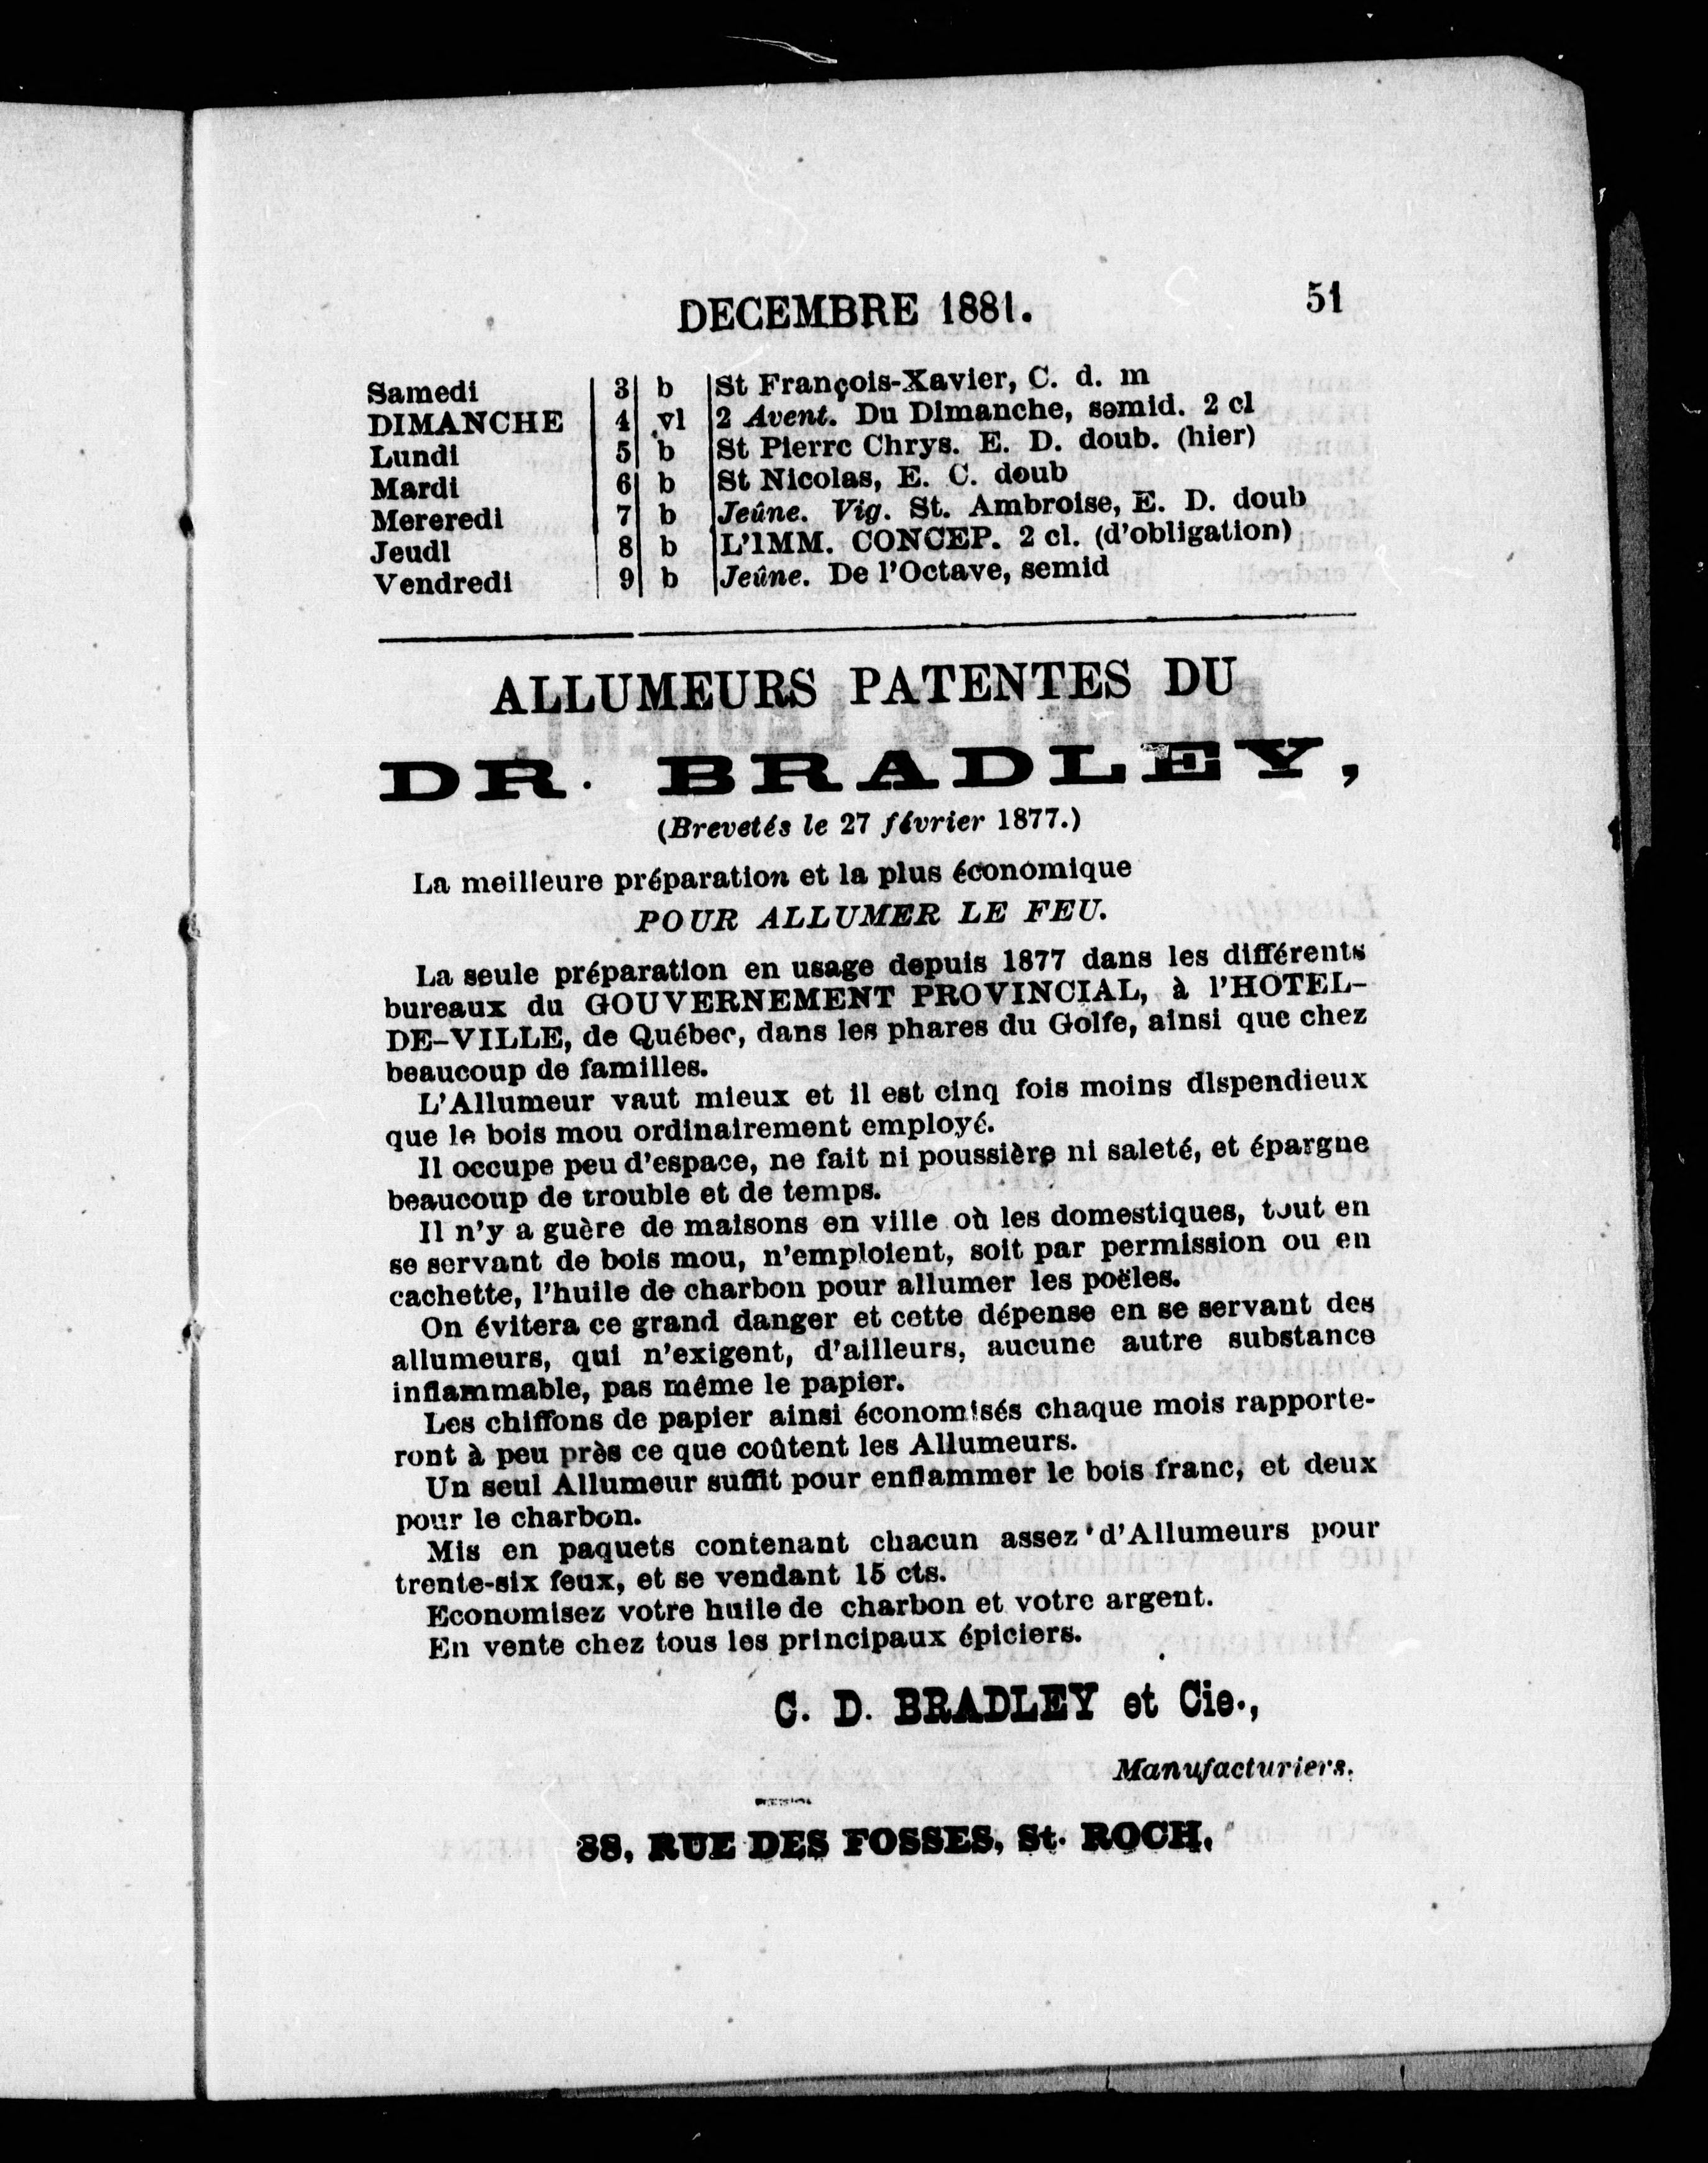 DECEMBRE 1881. 51
Samedi 3 b St François-Xavier, C. d. m
DIMANCHE 4 vl 2 Avent. Du Dimanche, semid. 2 cl
Lundi 5 b St Pierre Chrys. E. D. doub. (hier)
Mardi 6 b St Nicolas, E. C. doub
Mereredi 7 b Jeûne. Vig. St. Ambroise, E. D. doub
Jeudi 8 b L'IMM. CONCEP. 2 cl. (d'obligation)
Vendredi 9 b Jeûne. De l'Octave, semid
ALLUMEURS PATENTES DU
DR. BRADLEY,
(Brevetés le 27 février 1877.)
La meilleure préparation et la plus économique
POUR ALLUMER LE FEU.
La seule préparation en usage depuis 1877 dans les différents
bureaux du GOUVERNEMENT PROVINCIAL, à l'HOTEL-
DE-VILLE, de Québec, dans les phares du Golfe, ainsi que chez
beaucoup de familles.
L'Allumeur vaut mieux et il est cinq fois moins dispendieux
que le bois mou ordinairement employé.
Il occupe peu d'espace, ne fait ni poussière ni saleté, et épargne
beaucoup de trouble et de temps.
Il n'y a guère de maisons en ville où les domestiques, tout en
se servant de bois mou, n'emploient, soit par permission ou en
cachette, l'huile de charbon pour allumer les poëles.
On évitera ce grand danger et cette dépense en se servant des
allumeurs, qui n'exigent, d'ailleurs, aucune autre substance
inflammable, pas même le papier.
Les chiffons de papier ainsi économisés chaque mois rapporte-
ront à peu près ce que coûtent les Allumeurs.
Un seul Allumeur suffit pour enflammer le bois franc, et deux
pour le charbon.
Mis en paquets contenant chacun assez d'Allumeurs pour
trente-six feux, et se vendant 15 cts.
Economisez votre huile de charbon et votre argent.
En vente chez tous les principaux épiciers.
C. D. BRADLEY et Cie.,
Manufacturiers.
88, RUE DES FOSSES, St. ROCH.